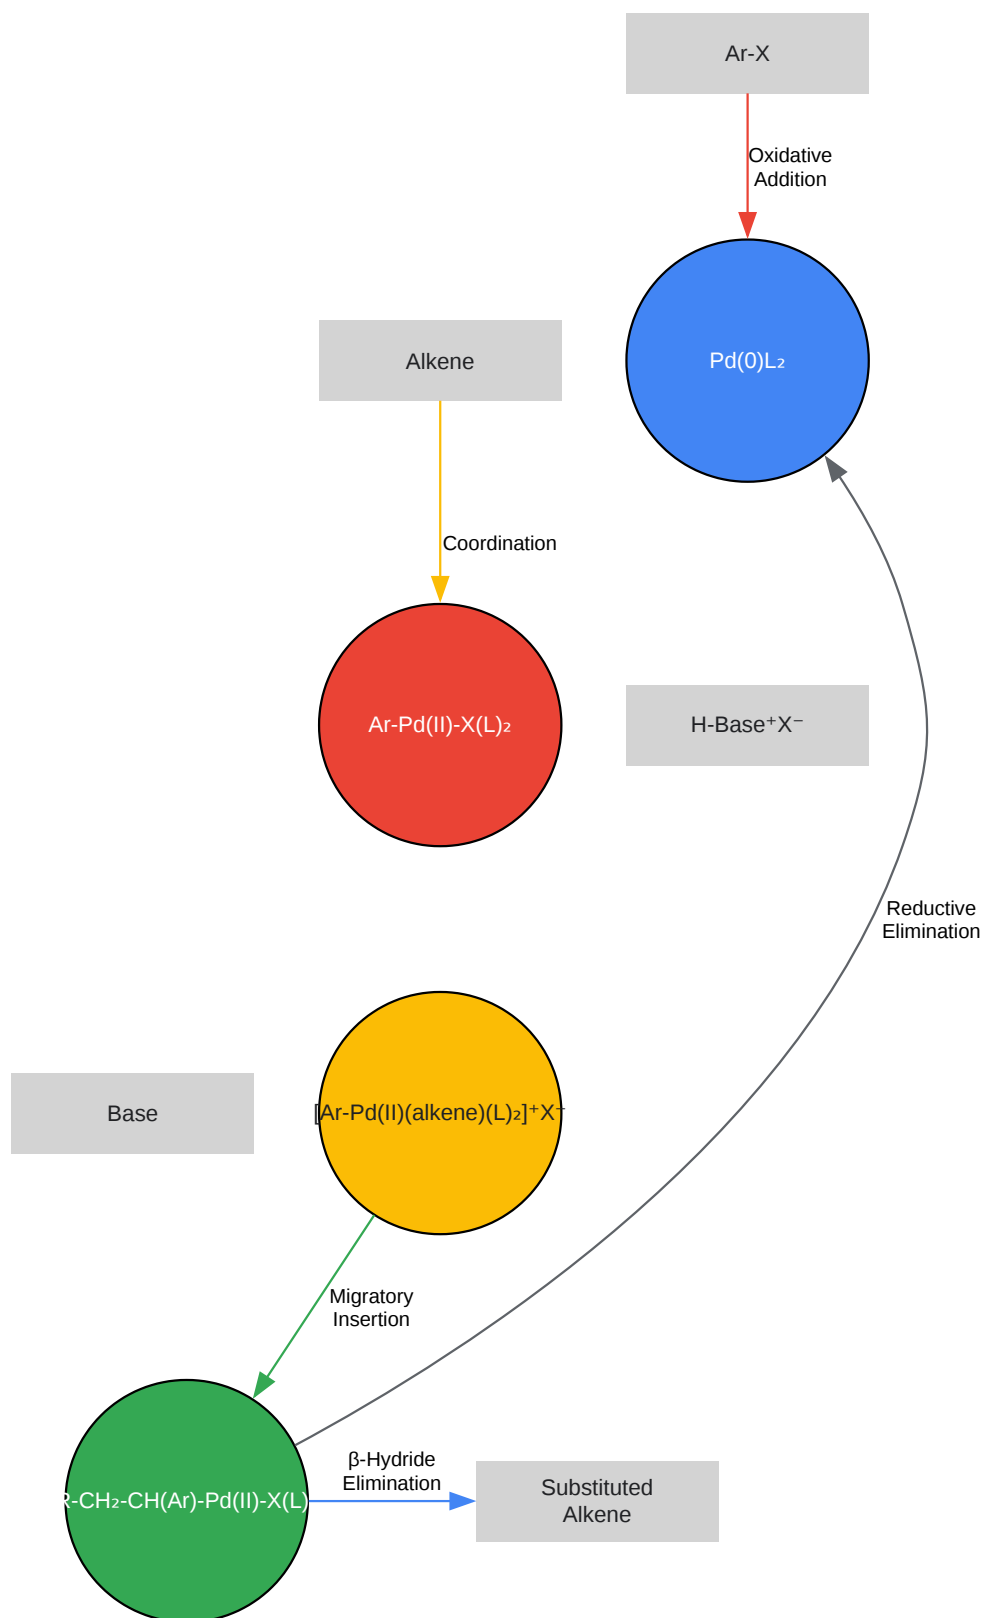 Ar-X
Oxidative
Addition
Alkene
Pd(0)L₂
Coordination
Ar-Pd(II)-X(L)₂
H-Base⁺X⁻
Reductive
Elimination
Base
[Ar-Pd(II)(alkene)(L)₂]⁺X⁻
Migratory
Insertion
β-Hydride
Elimination
R-CH₂-CH(Ar)-Pd(II)-X(L)
Substituted
Alkene